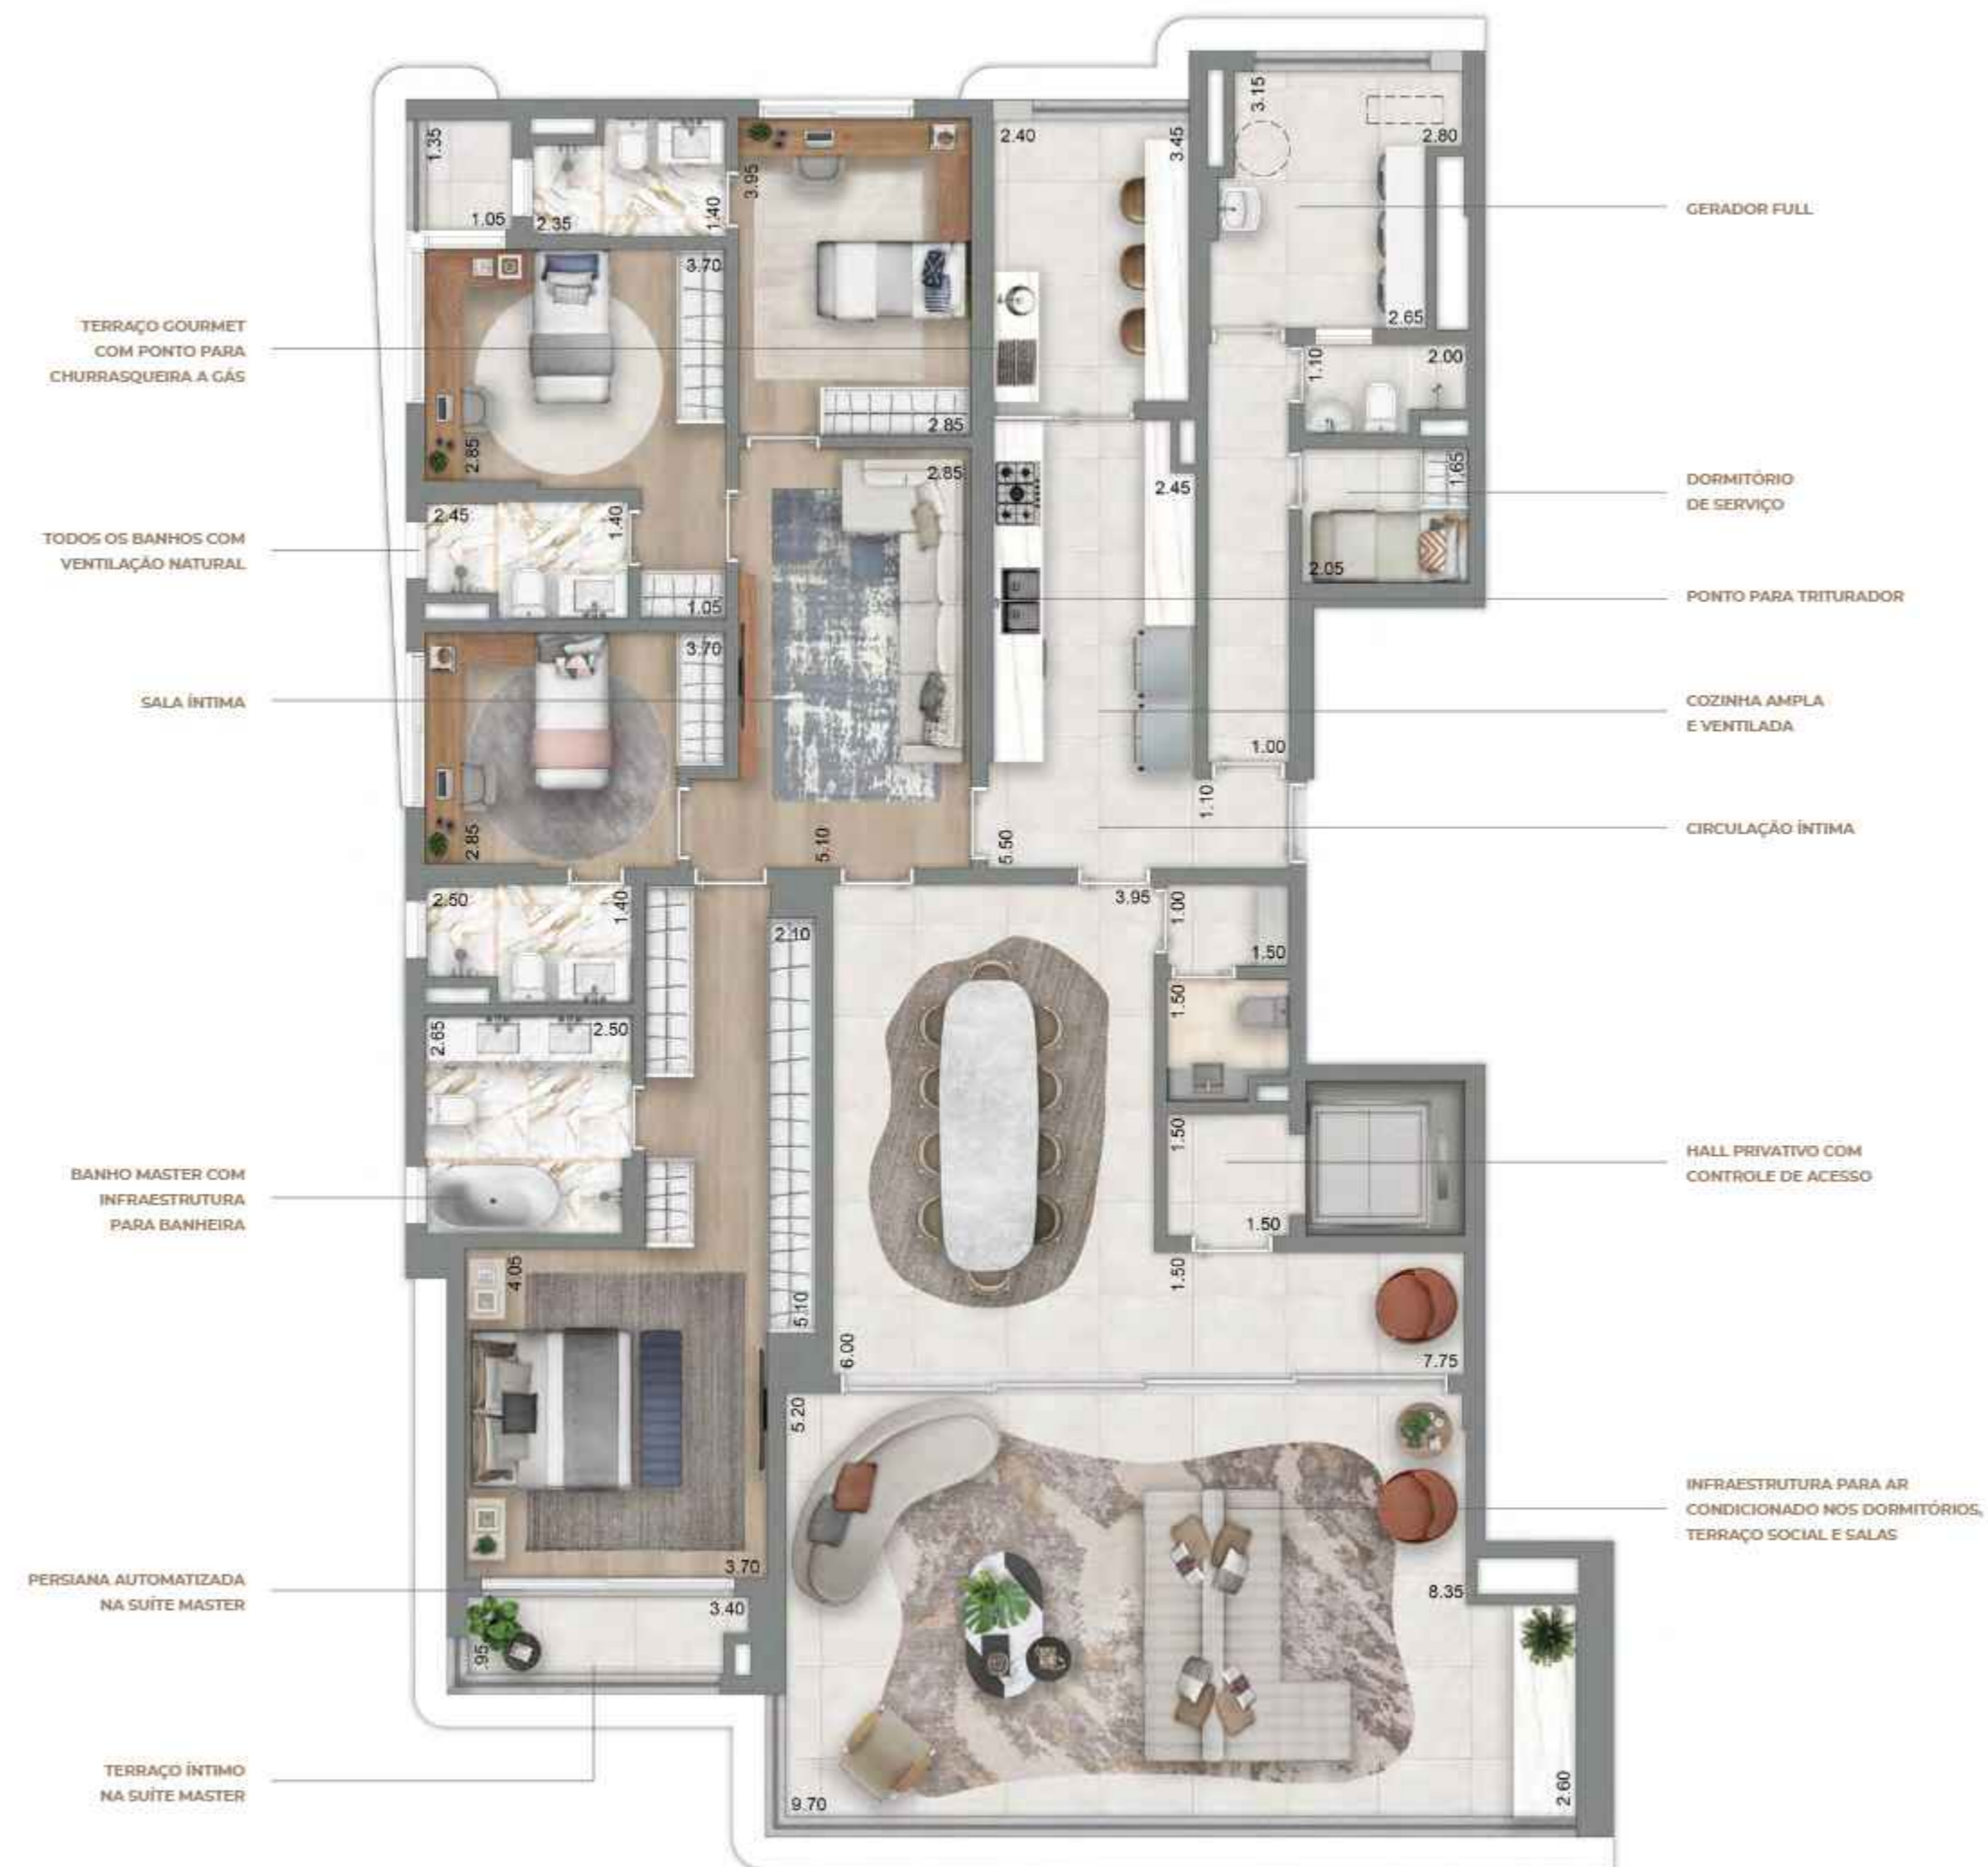 1.35
1.05
2.35
1.40
3.95
2.40
3.45
3.15
2.80
2.65
GERADOR FULL
TERRAÇO GOURMET
COM PONTO PARA
CHURRASQUEIRA A GÁS
3.70
2.85
2.85
1.10
2.00
2.85
2.45
1.65
2.05
DORMITÓRIO
DE SERVIÇO
TODOS OS BANHOS COM
VENTILAÇÃO NATURAL
2.45
1.40
1.05
PONTO PARA TRITURADOR
SALA ÍNTIMA
3.70
2.85
5.10
5.50
1.10
1.00
COZINHA AMPLA
E VENTILADA
CIRCULAÇÃO ÍNTIMA
2.50
1.40
2.10
3.95
1.00
1.50
1.50
2.65
2.50
BANHO MASTER COM
INFRAESTRUTURA
PARA BANHEIRA
1.50
1.50
HALL PRIVATIVO COM
CONTROLE DE ACESSO
4.05
5.10
6.00
1.50
7.75
5.20
INFRAESTRUTURA PARA AR
CONDICIONADO NOS DORMITÓRIOS,
TERRAÇO SOCIAL E SALAS
PERSIANA AUTOMATIZADA
NA SUÍTE MASTER
3.70
3.40
.95
8.35
TERRAÇO ÍNTIMO
NA SUÍTE MASTER
9.70
2.60